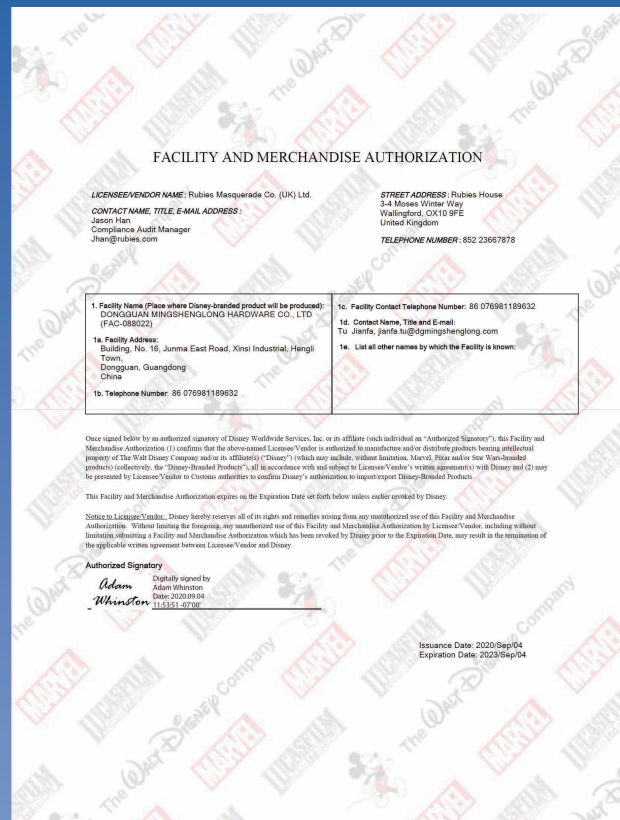 FACILITY AND MERCHANDISE AUTHORIZATION
LICENSEE/VENDOR NAME : Rubies Masquerade Co. (UK) Ltd.
CONTACT NAME, TITLE, E-MAIL ADDRESS :
Jason Han
Compliance Audit Manager
Jhan@rubies.com
STREET ADDRESS : Rubies House
3-4 Moses Winter Way
Wallingford, OX10 9FE
United Kingdom
TELEPHONE NUMBER : 852 23667878
1. Facility Name (Place where Disney-branded product will be produced):
DONGGUAN MINGSHENGLONG HARDWARE CO., LTD
(FAC-088022)
1a. Facility Address:
Building, No. 16, Junma East Road, Xinsi Industrial, Hengli
Town,
Dongguan, Guangdong
China
1b. Telephone Number: 86 076981189632
1c. Facility Contact Telephone Number: 86 076981189632
1d. Contact Name, Title and E-mail:
Tu Jianfa, jianfa.tu@dgmingshenglong.com
1e. List all other names by which the Facility is known:
Once signed below by an authorized signatory of Disney Worldwide Services, Inc. or its affiliate (such individual an “Authorized Signatory”), this Facility and
Merchandise Authorization (1) confirms that the above-named Licensee/Vendor is authorized to manufacture and/or distribute products bearing intellectual
property of The Walt Disney Company and/or its affiliate(s) (“Disney”) (which may include, without limitation, Marvel, Pixar and/or Star Wars-branded
products) (collectively, the “Disney-Branded Products”), all in accordance with and subject to Licensee/Vendor’s written agreement(s) with Disney and (2) may
be presented by Licensee/Vendor to Customs authorities to confirm Disney’s authorization to import/export Disney-Branded Products.
This Facility and Merchandise Authorization expires on the Expiration Date set forth below unless earlier revoked by Disney.
Notice to Licensee/Vendor: Disney hereby reserves all of its rights and remedies arising from any unauthorized use of this Facility and Merchandise
Authorization. Without limiting the foregoing, any unauthorized use of this Facility and Merchandise Authorization by Licensee/Vendor, including without
limitation submitting a Facility and Merchandise Authorization which has been revoked by Disney prior to the Expiration Date, may result in the termination of
the applicable written agreement between Licensee/Vendor and Disney.
Authorized Signatory
Adam
Whinston
Digitally signed by
Adam Whinston
Date: 2020.09.04
11:53:51 -07'00'
Issuance Date: 2020/Sep/04
Expiration Date: 2023/Sep/04
The WALT DISNEY Company
MARVEL
LUCASFILM Ltd.